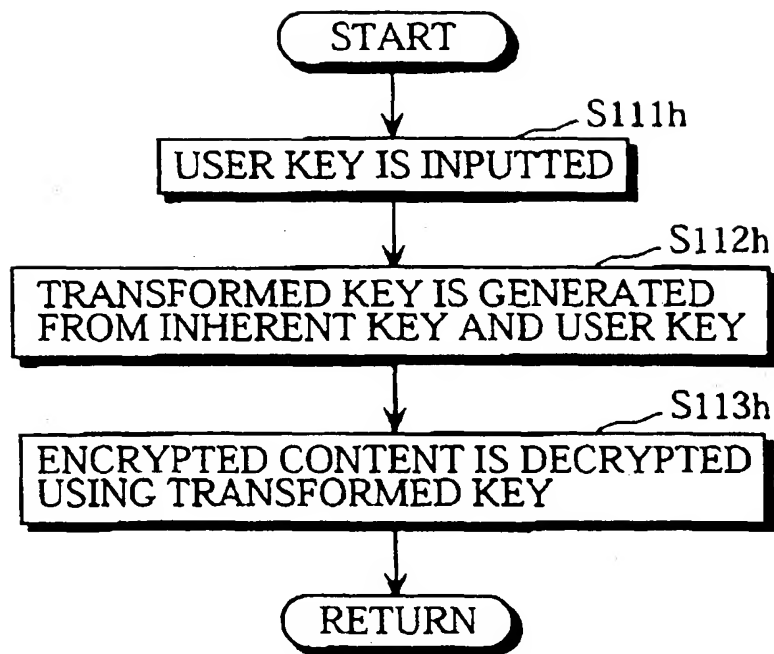 START
S111h
USER KEY IS INPUTTED
S112h
TRANSFORMED KEY IS GENERATED
FROM INHERENT KEY AND USER KEY
S113h
ENCRYPTED CONTENT IS DECRYPTED
USING TRANSFORMED KEY
RETURN